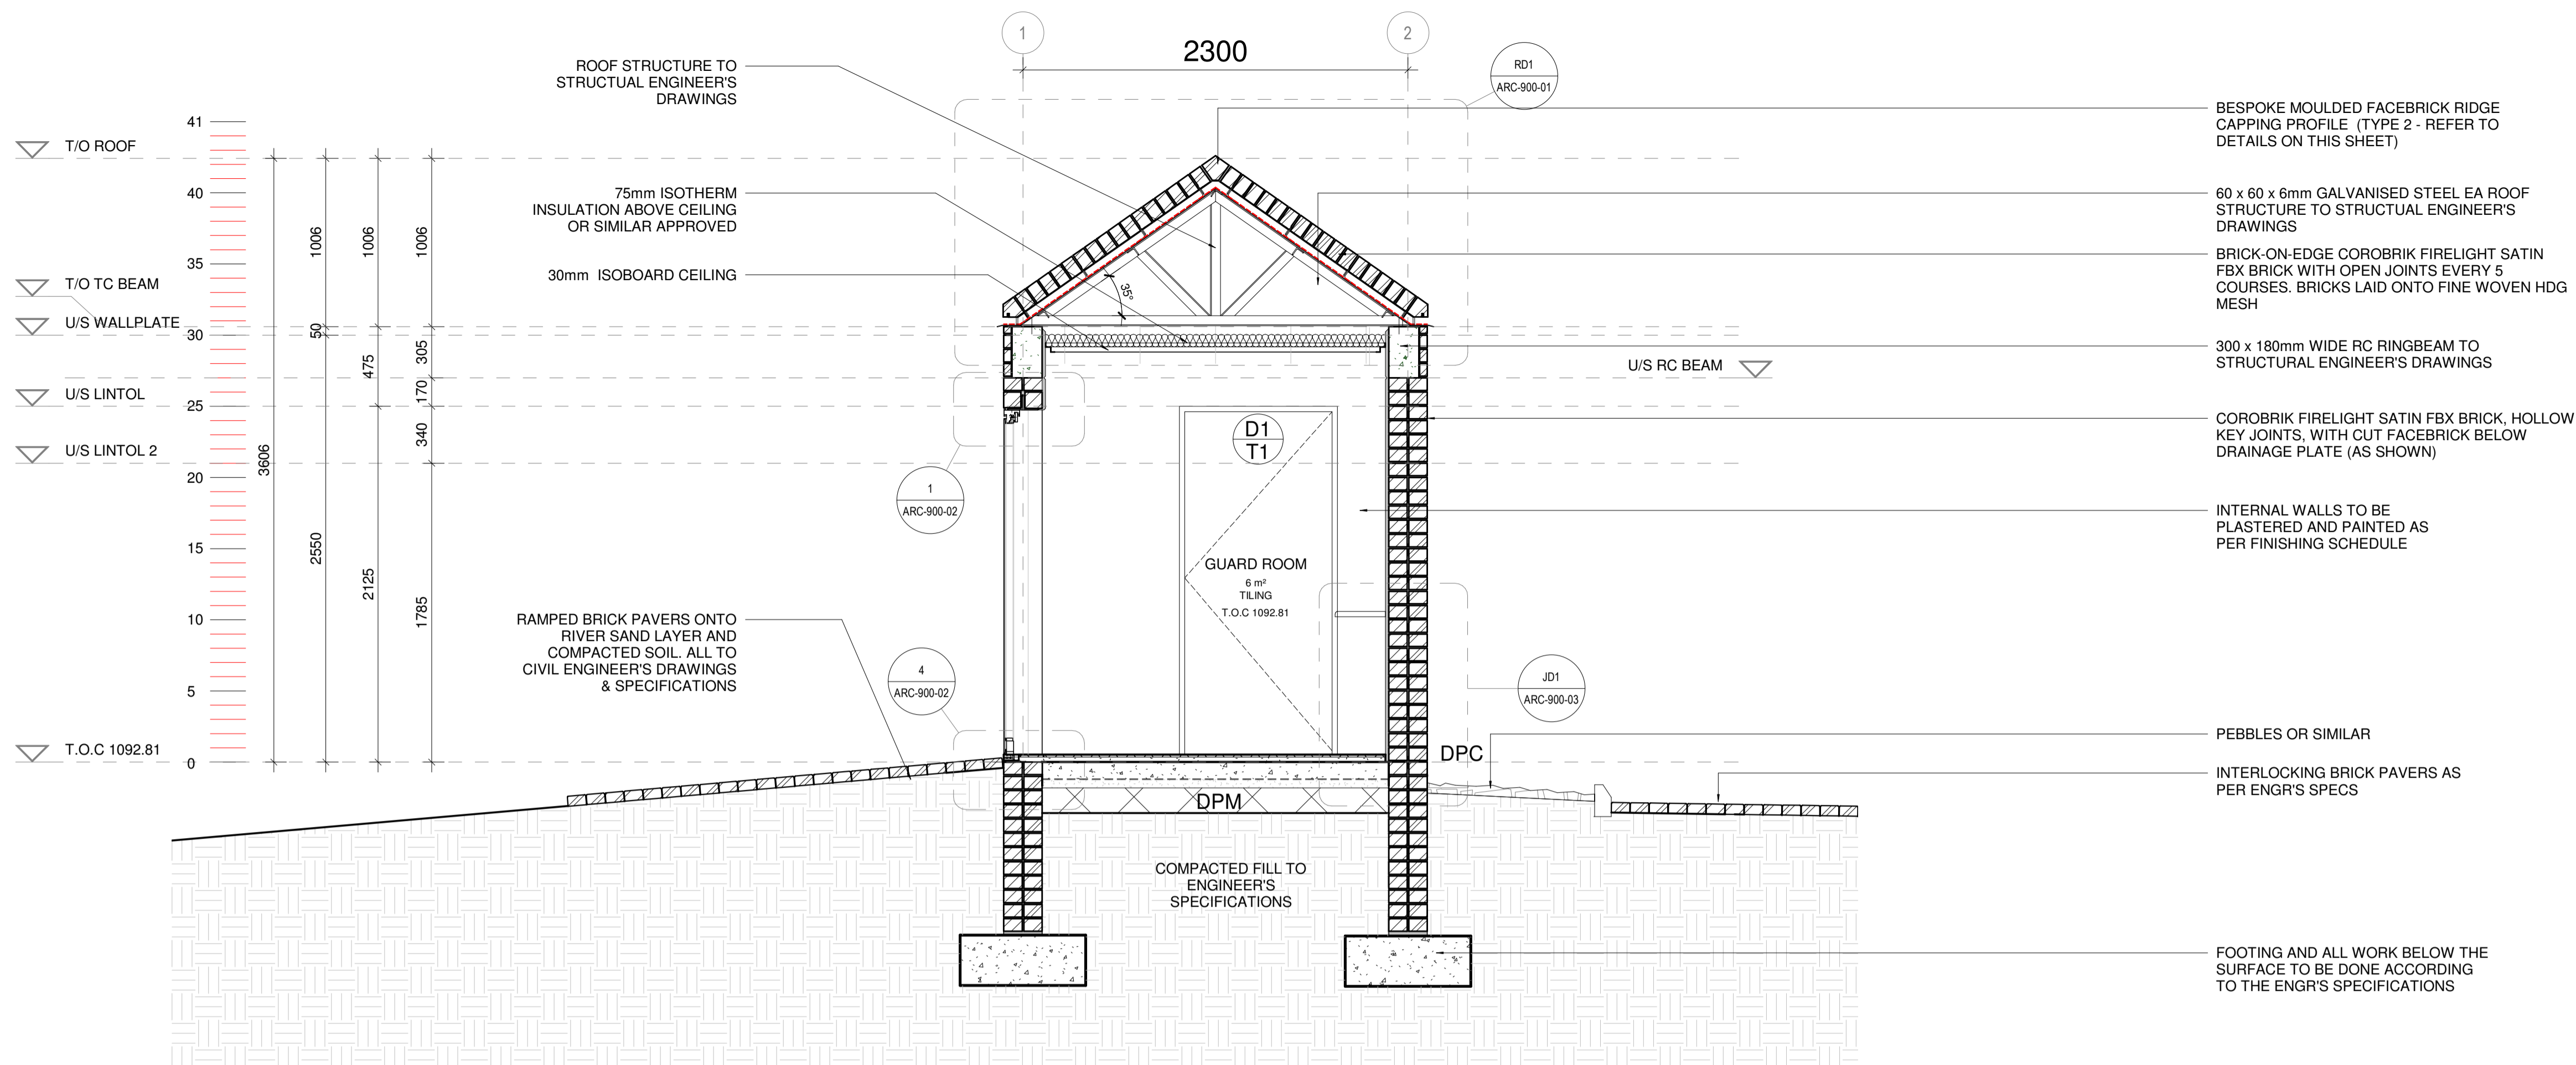 1
2
2300
RD1
ARC-900-01
ROOF STRUCTURE TO
STRUCTUAL ENGINEER'S
DRAWINGS
75mm ISOTHERM
INSULATION ABOVE CEILING
OR SIMILAR APPROVED
30mm ISOBOARD CEILING
RAMPED BRICK PAVERS ONTO
RIVER SAND LAYER AND
COMPACTED SOIL. ALL TO
CIVIL ENGINEER'S DRAWINGS
& SPECIFICATIONS
T/O ROOF
T/O TC BEAM
U/S WALLPLATE
U/S LINTOL
U/S LINTOL 2
T.O.C 1092.81
41
40
35
30
25
20
15
10
5
0
3606
1006
50
2550
1006
475
2125
1006
305
170
340
1785
35°
1
ARC-900-02
4
ARC-900-02
D1
T1
GUARD ROOM
6 m²
TILING
T.O.C 1092.81
DPM
DPC
COMPACTED FILL TO
ENGINEER'S
SPECIFICATIONS
U/S RC BEAM
JD1
ARC-900-03
BESPOKE MOULDED FACEBRICK RIDGE
CAPPING PROFILE (TYPE 2 - REFER TO
DETAILS ON THIS SHEET)
60 x 60 x 6mm GALVANISED STEEL EA ROOF
STRUCTURE TO STRUCTUAL ENGINEER'S
DRAWINGS
BRICK-ON-EDGE COROBRIK FIRELIGHT SATIN
FBX BRICK WITH OPEN JOINTS EVERY 5
COURSES. BRICKS LAID ONTO FINE WOVEN HDG
MESH
300 x 180mm WIDE RC RINGBEAM TO
STRUCTURAL ENGINEER'S DRAWINGS
COROBRIK FIRELIGHT SATIN FBX BRICK, HOLLOW
KEY JOINTS, WITH CUT FACEBRICK BELOW
DRAINAGE PLATE (AS SHOWN)
INTERNAL WALLS TO BE
PLASTERED AND PAINTED AS
PER FINISHING SCHEDULE
PEBBLES OR SIMILAR
INTERLOCKING BRICK PAVERS AS
PER ENGR'S SPECS
FOOTING AND ALL WORK BELOW THE
SURFACE TO BE DONE ACCORDING
TO THE ENGR'S SPECIFICATIONS